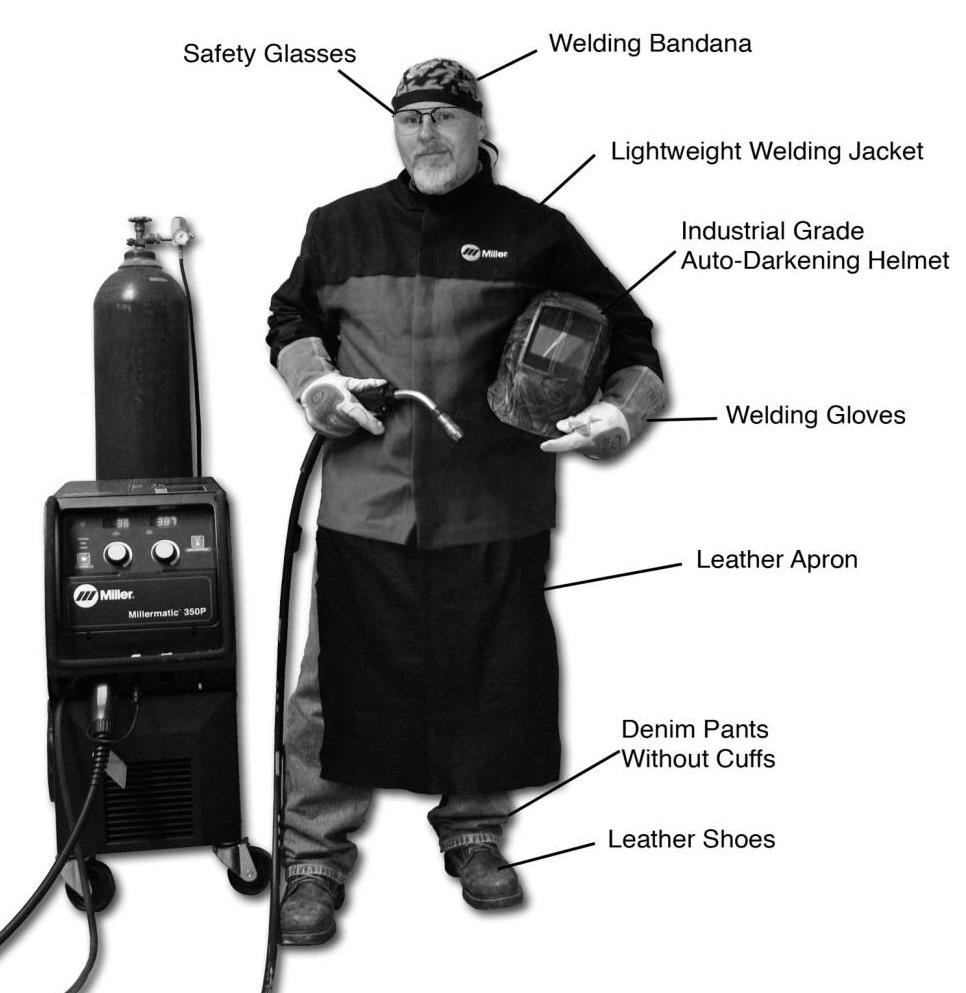 Safety Glasses
Welding Bandana
Lightweight Welding Jacket
Industrial Grade
Auto-Darkening Helmet
Miller
Welding Gloves
Leather Apron
Miller
Millermatic 350P
Denim Pants
Without Cuffs
Leather Shoes